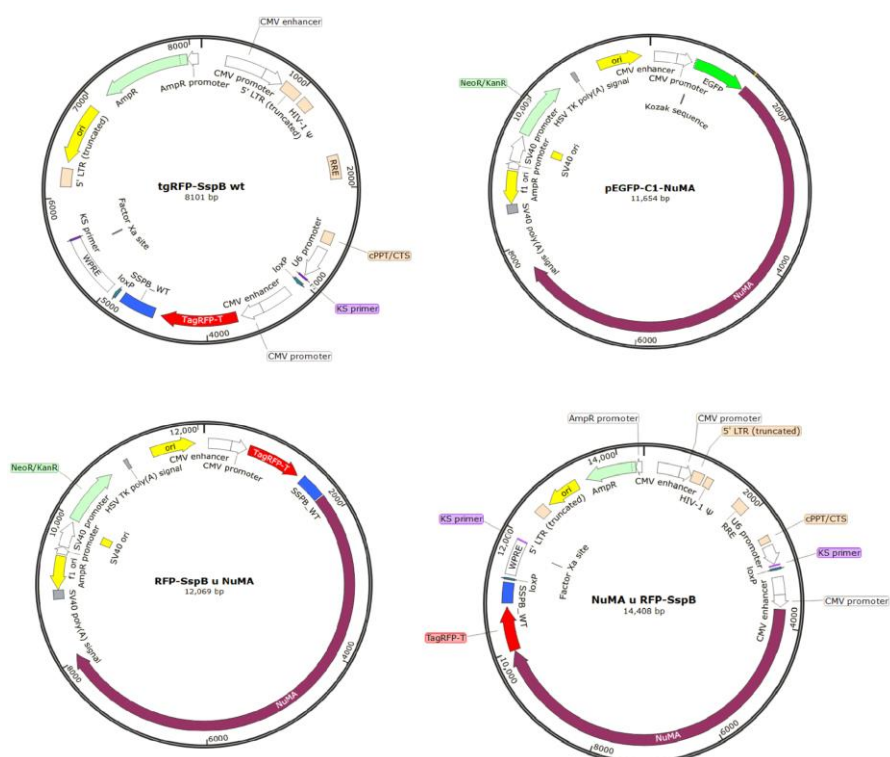 CMV enhancer
8000
CMV promoter
1000
AmpR promoter
5' LTR (truncated)
HIV-1 Ψ
AmpR
7000
ori
5' LTR (truncated)
RRE
2000
tgRFP-SspB wt
8101 bp
6000
Factor Xa site
KS primer
WPRE
U6 promoter
cPPT/CTS
loxP
SSPB_WT
loxP
CMV enhancer
5000
KS primer
TagRFP-T
4000
CMV promoter
ori
CMV enhancer
CMV promoter
EGFP
NeoR/KanR
HSV TK poly(A) signal
Kozak sequence
2000
10,000
SV40 promoter
SV40 ori
AmpR promoter
f1 ori
pEGFP-C1-NuMA
11,654 bp
SV40 poly(A) signal
8000
4000
NuMA
6000
12,000
ori
CMV enhancer
CMV promoter
TagRFP-T
NeoR/KanR
HSV TK poly(A) signal
SSPB_WT
2000
10,000
SV40 promoter
SV40 ori
AmpR promoter
f1 ori
RFP-SspB u NuMA
12,069 bp
SV40 poly(A) signal
8000
4000
NuMA
6000
AmpR promoter
CMV promoter
5' LTR (truncated)
14,000
CMV enhancer
HIV-1 Ψ
AmpR
ori
5' LTR (truncated)
2000
RRE
KS primer
U6 promoter
cPPT/CTS
12,000
WPRE
KS primer
loxP
Factor Xa site
loxP
SSPB_WT
CMV enhancer
4000
CMV promoter
NuMA u RFP-SspB
14,408 bp
TagRFP-T
10,000
NuMA
6000
8000